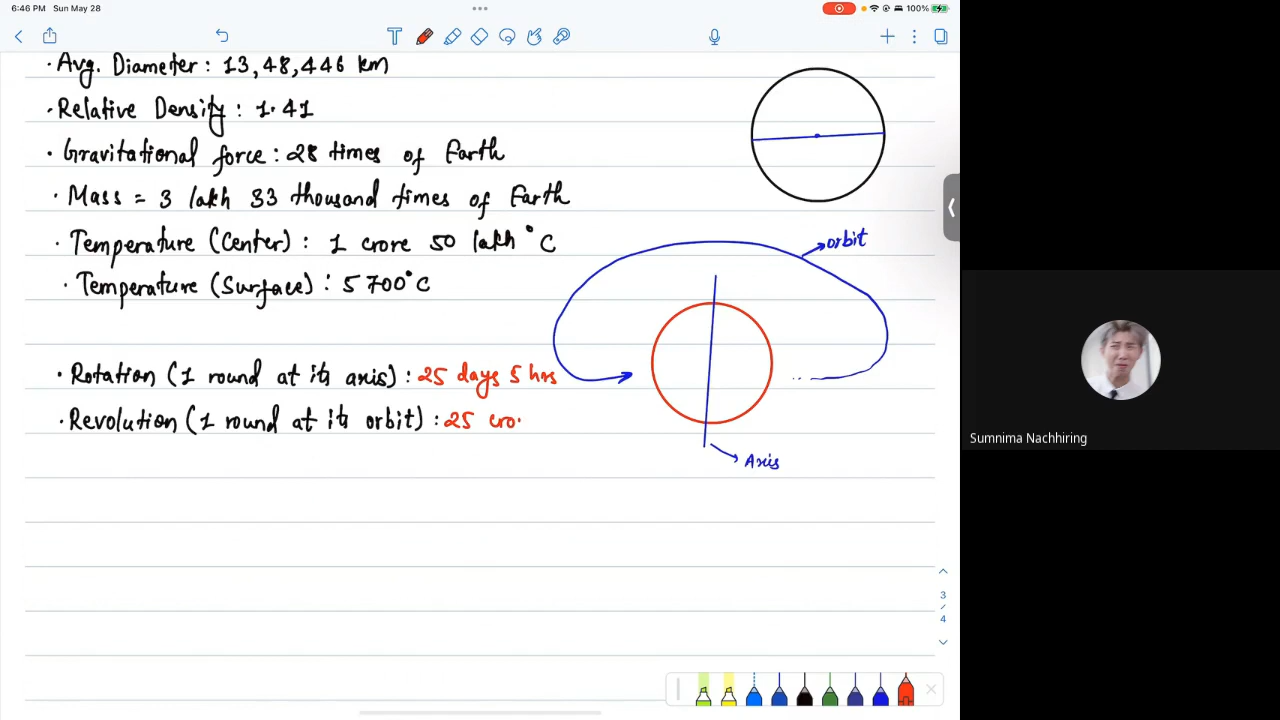 6:46 PM Sun May 28
100%
· Avg. Diameter : 13,48,446 km
· Relative Density : 1.41
· Gravitational force : 28 times of Earth
· Mass = 3 lakh 33 thousand times of Earth
· Temperature (Center) : 1 crore 50 lakh °C
· Temperature (Surface) : 5700°C
orbit
· Rotation (1 round at its axis) : 25 days 5 hrs
· Revolution (1 round at its orbit) : 25 cro
Axis
3
/
4
Sumnima Nachhiring